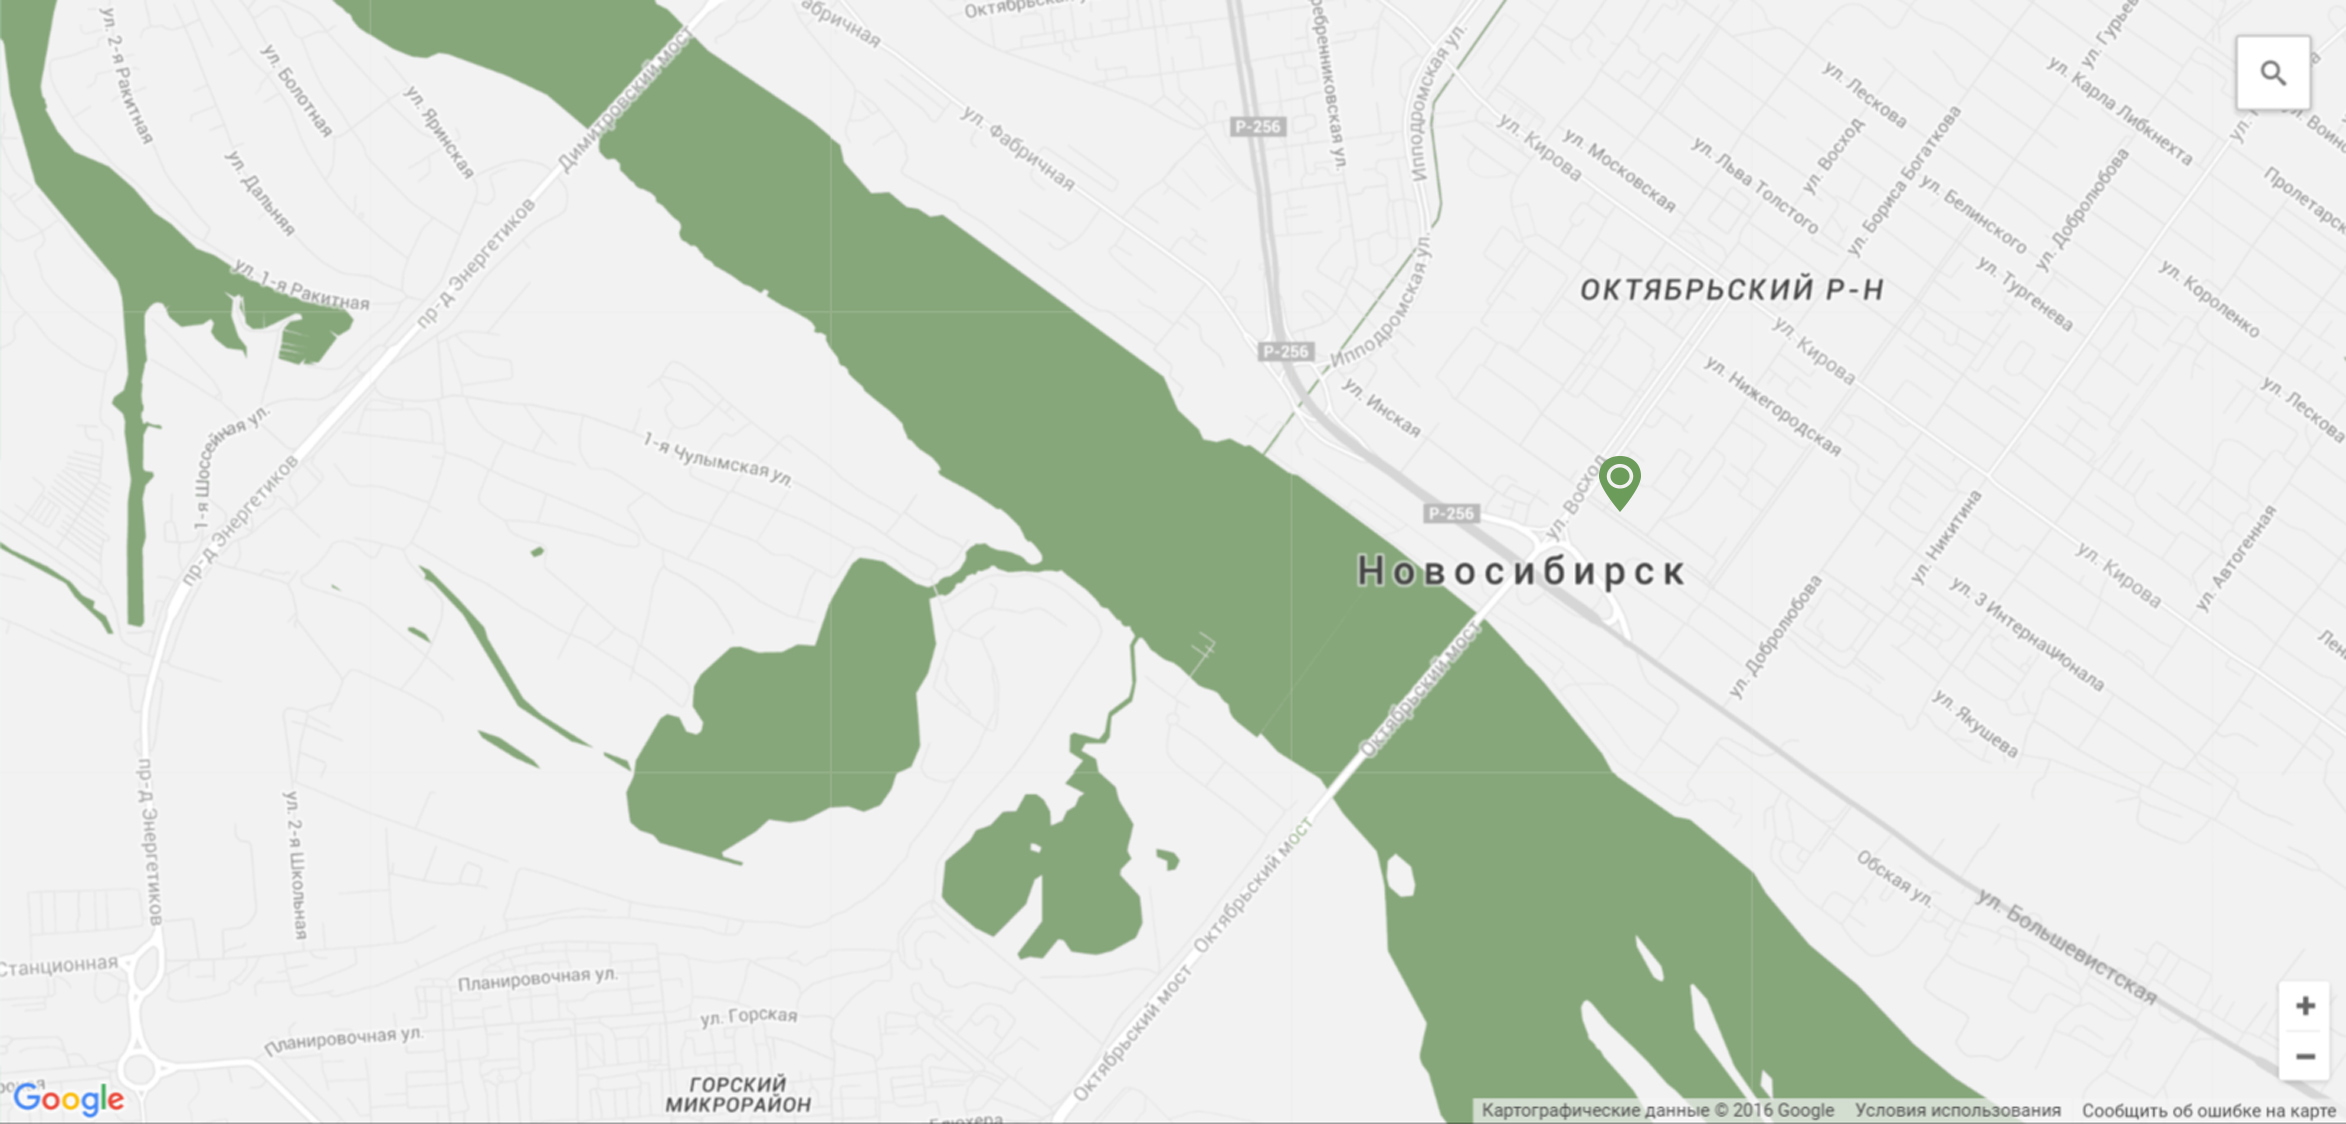 Октябрьская
ул. 2-я Ракитная
ул. Болотная
ул. Яринская
Димитровский мост
ул. Фабричная
Ипподромская ул.
ул. Гурьев
ул. Лескова
ул. Карла Либкнехта
Р-256
ул. Кирова
ул. Московская
ул. Льва Толстого
ул. Восход
ул. Бориса Богаткова
ул. Белинского
ул. Добролюбова
ул. Дальняя
пр-д Энергетиков
ул. 1-я Ракитная
ОКТЯБРЬСКИЙ Р-Н
ул. Тургенева
ул. Короленко
Р-256
Ипподромская ул.
ул. Инская
ул. Кирова
ул. Нижегородская
ул. Лескова
1-я Шоссейная ул.
1-я Чулымская ул.
пр-д Энергетиков
Р-256
ул. Восход
ул. Никитина
ул. Автогенная
Новосибирск
ул. Кирова
ул. 3 Интернационала
ул. Добролюбова
Октябрьский мост
ул. Якушева
пр-д Энергетиков
ул. 2-я Школьная
Октябрьский мост
Обская ул.
ул. Большевистская
Станционная
Планировочная ул.
ул. Горская
Планировочная ул.
Октябрьский мост
ГОРСКИЙ
МИКРОРАЙОН
Google
Картографические данные © 2016 Google Условия использования Сообщить об ошибке на карте